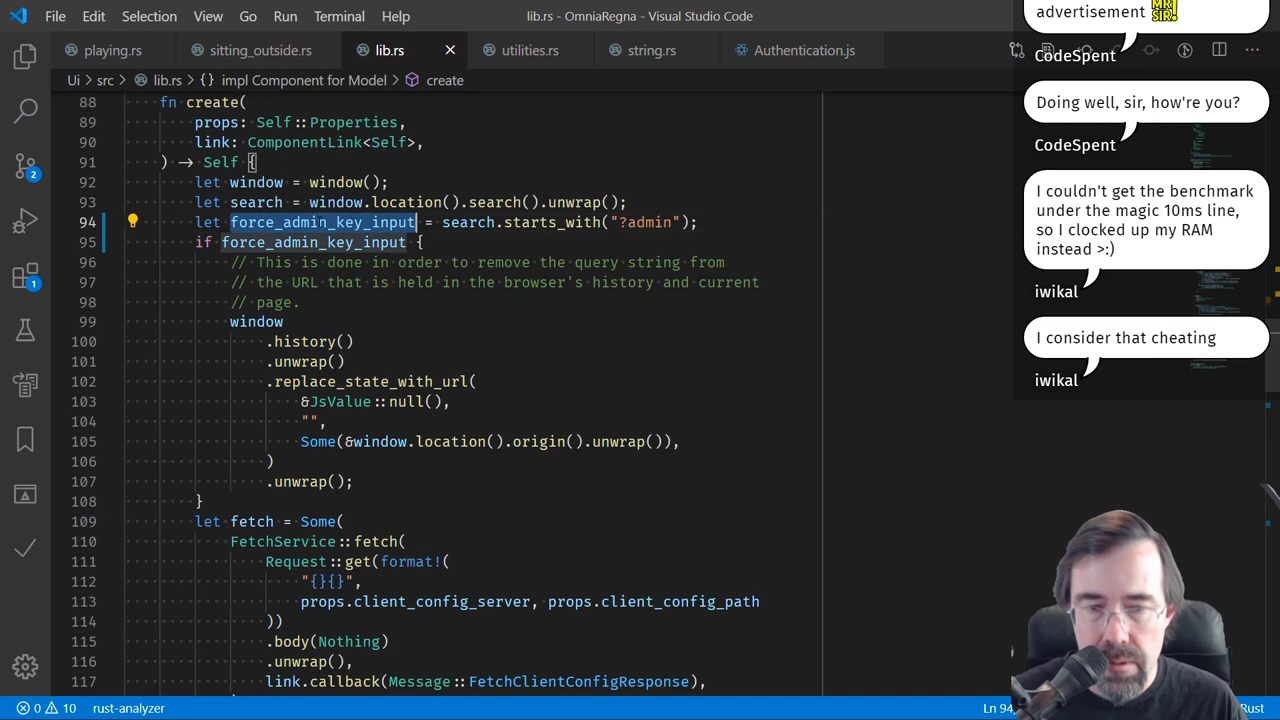 File Edit Selection View Go Run Terminal Help
lib.rs - OmniaRegna - Visual Studio Code
playing.rs sitting_outside.rs lib.rs utilities.rs string.rs Authentication.js
Ui > src > lib.rs > {} impl Component for Model > create
88 fn create(
89 props: Self::Properties,
90 link: ComponentLink<Self>,
91 ) → Self {
92 let window = window();
93 let search = window.location().search().unwrap();
94 let force_admin_key_input = search.starts_with("?admin");
95 if force_admin_key_input {
96 // This is done in order to remove the query string from
97 // the URL that is held in the browser's history and current
98 // page.
99 window
100 .history()
101 .unwrap()
102 .replace_state_with_url(
103 &JsValue::null(),
104 "",
105 Some(&window.location().origin().unwrap()),
106 )
107 .unwrap();
108 }
109 let fetch = Some(
110 FetchService::fetch(
111 Request::get(format!(
112 "{}{}",
113 props.client_config_server, props.client_config_path
114 ))
115 .body(Nothing)
116 .unwrap(),
117 link.callback(Message::FetchClientConfigResponse),
2
1
0 10 rust-analyzer
Ln 94,
Rust
advertisement MR SIR!
CodeSpent
Doing well, sir, how're you?
CodeSpent
I couldn't get the benchmark
under the magic 10ms line,
so I clocked up my RAM
instead >:)
iwikal
I consider that cheating
iwikal